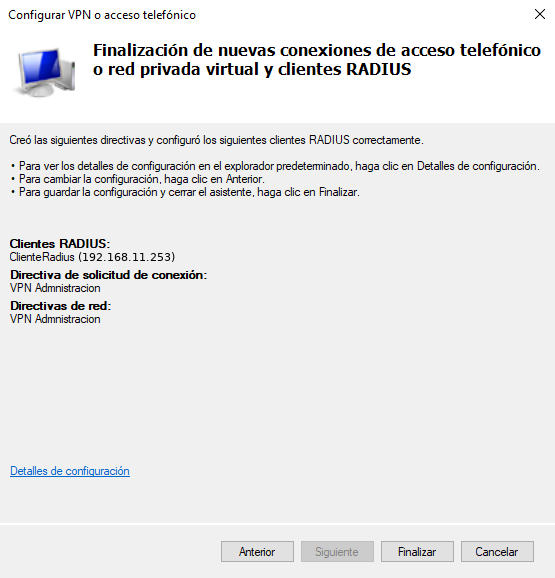 Configurar VPN o acceso telefónico
Finalización de nuevas conexiones de acceso telefónico
o red privada virtual y clientes RADIUS
Creó las siguientes directivas y configuró los siguientes clientes RADIUS correctamente.
• Para ver los detalles de configuración en el explorador predeterminado, haga clic en Detalles de configuración.
• Para cambiar la configuración, haga clic en Anterior.
• Para guardar la configuración y cerrar el asistente, haga clic en Finalizar.
Clientes RADIUS:
ClienteRadius (192.168.11.253)
Directiva de solicitud de conexión:
VPN Admnistracion
Directivas de red:
VPN Admnistracion
Detalles de configuración
Anterior
Siguiente
Finalizar
Cancelar